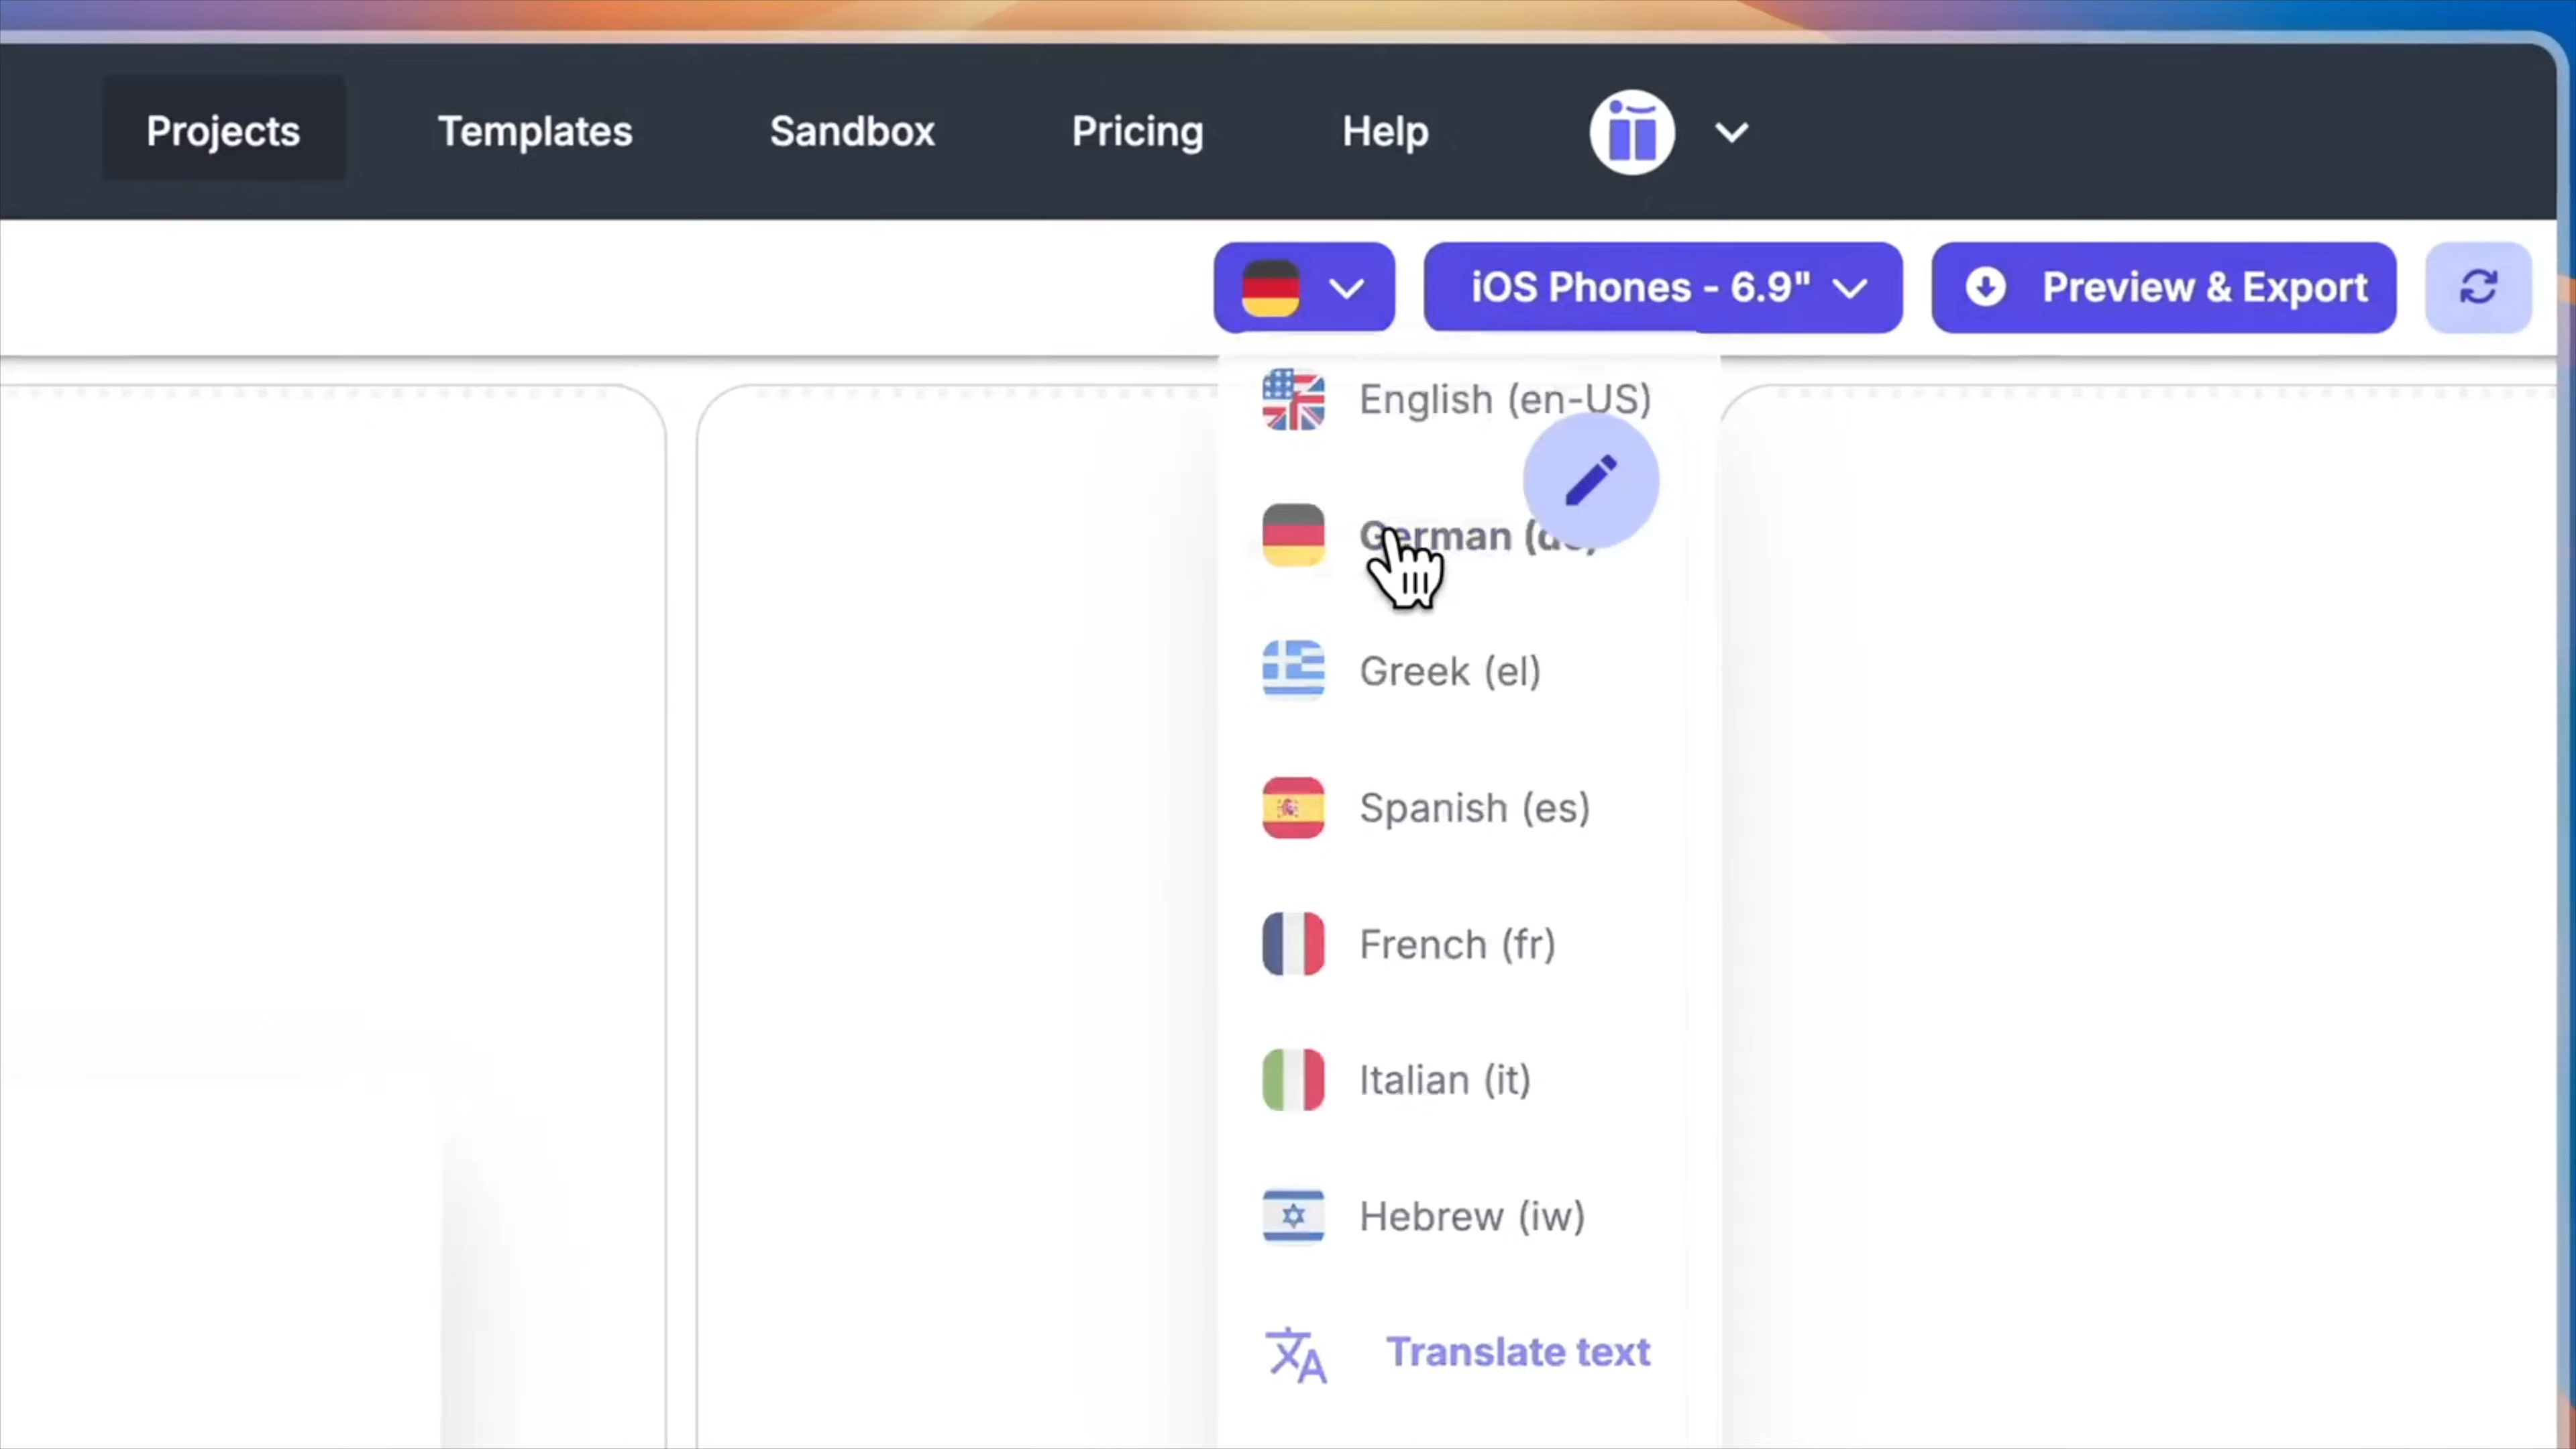 Projects Templates Sandbox Pricing Help
iOS Phones - 6.9" Preview & Export
English (en-US)
German
Greek (el)
Spanish (es)
French (fr)
Italian (it)
Hebrew (iw)
Translate text